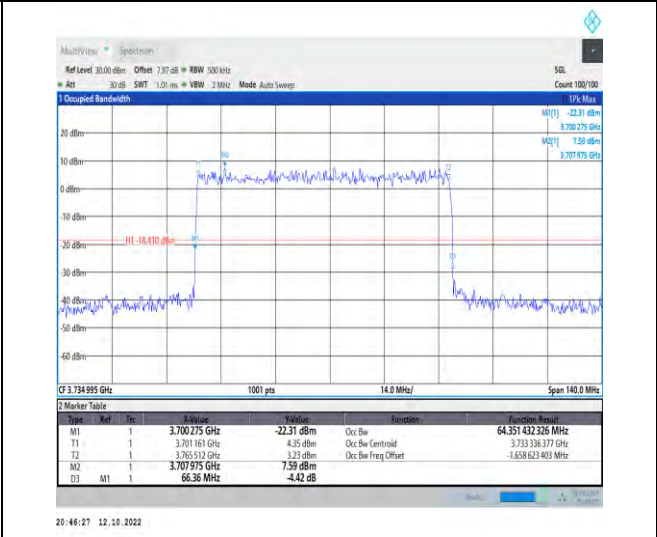 MultiView Spectrum
Ref Level 30.00 dBm Offset 7.97 dB RBW 500 kHz SGL
Att 30 dB SWT 1.01 ms VBW 2 MHz Mode Auto Sweep Count 100/100
1 Occupied Bandwidth 1Pk Max
M1[1] -22.31 dBm
3.700 275 GHz
M2[1] 7.59 dBm
3.707 975 GHz
20 dBm
10 dBm
0 dBm
-10 dBm
-20 dBm
-30 dBm
-40 dBm
-50 dBm
-60 dBm
T1
M2
T2
H1 -18.410 dBm
M1
D3
CF 3.734 995 GHz 1001 pts 14.0 MHz/ Span 140.0 MHz
2 Marker Table
Type Ref Trc X-Value Y-Value Function Function Result
M1 1 3.700 275 GHz -22.31 dBm Occ Bw 64.351 432 326 MHz
T1 1 3.701 161 GHz 4.35 dBm Occ Bw Centroid 3.733 336 377 GHz
T2 1 3.765 512 GHz 3.23 dBm Occ Bw Freq Offset -1.658 623 403 MHz
M2 1 3.707 975 GHz 7.59 dBm
D3 M1 1 66.36 MHz -4.42 dB
20:46:27 12.10.2022